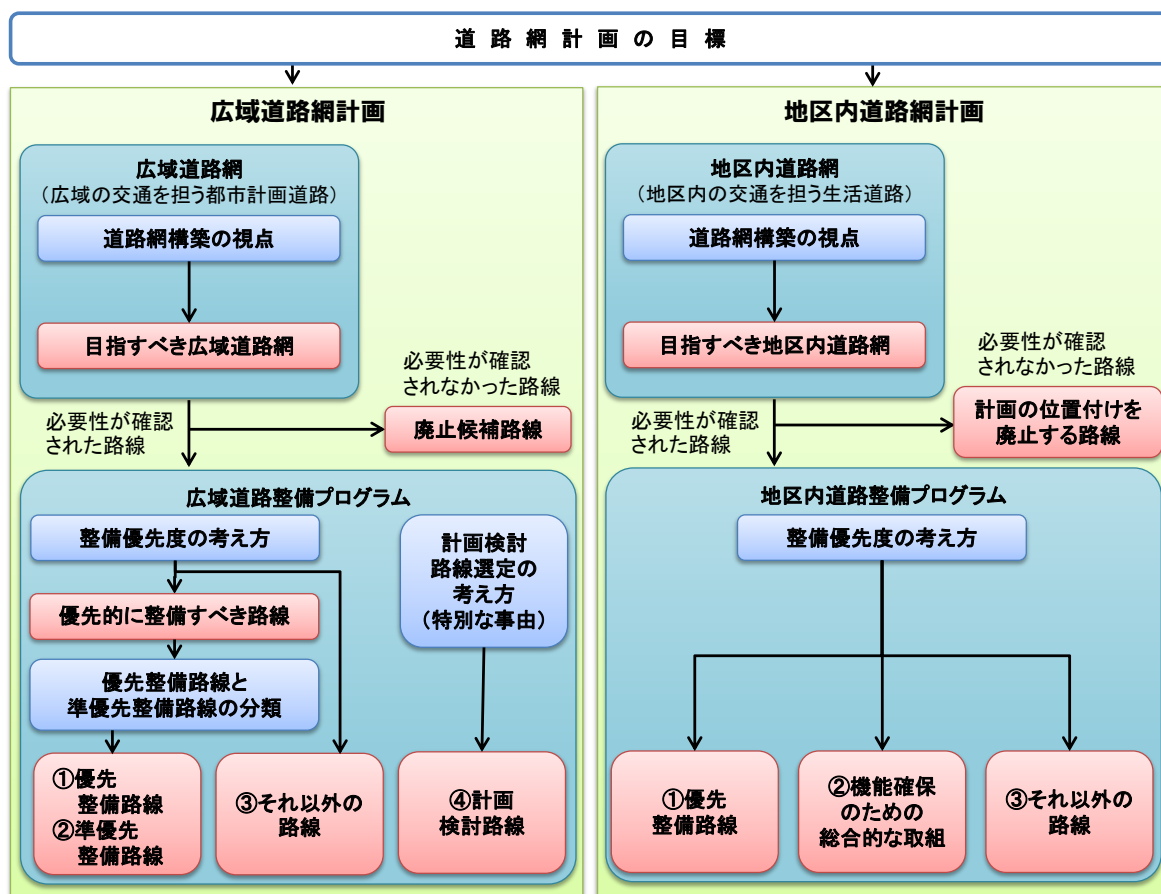 道路網計画の目標
広域道路網計画
広域道路網
（広域の交通を担う都市計画道路）
道路網構築の視点
目指すべき広域道路網
必要性が確認
されなかった路線
必要性が確認
された路線
廃止候補路線
広域道路整備プログラム
整備優先度の考え方
優先的に整備すべき路線
優先整備路線と
準優先整備路線の分類
計画検討
路線選定の
考え方
（特別な事由）
①優先
整備路線
②準優先
整備路線
③それ以外の
路線
④計画
検討路線
地区内道路網計画
地区内道路網
（地区内の交通を担う生活道路）
道路網構築の視点
目指すべき地区内道路網
必要性が確認
されなかった路線
必要性が確認
された路線
計画の位置付けを
廃止する路線
地区内道路整備プログラム
整備優先度の考え方
①優先
整備路線
②機能確保
のための
総合的な取組
③それ以外の
路線